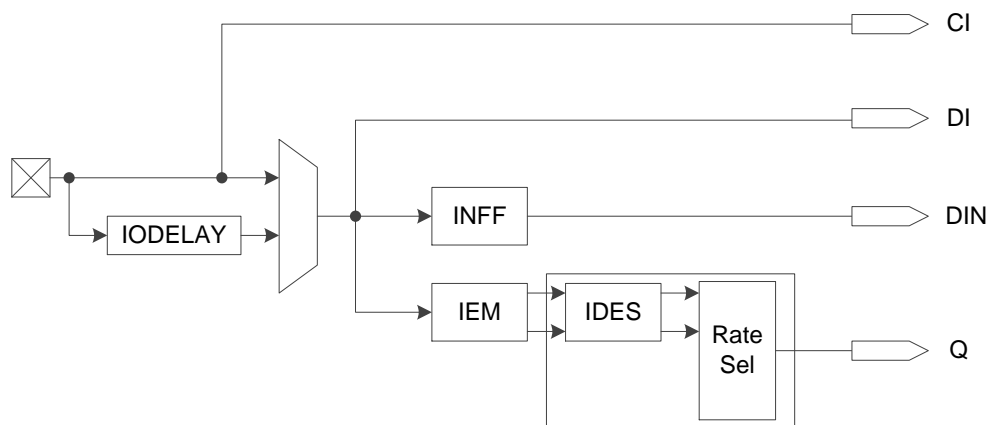 CI
DI
INFF
DIN
IODELAY
IEM
IDES
Rate
Sel
Q